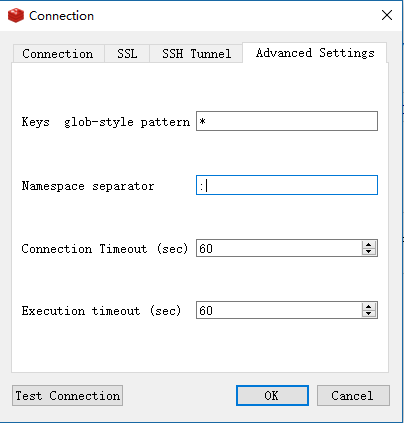 Connection
Connection SSL SSH Tunnel Advanced Settings
Keys glob-style pattern *
Namespace separator :
Connection Timeout (sec) 60
Execution timeout (sec) 60
Test Connection OK Cancel